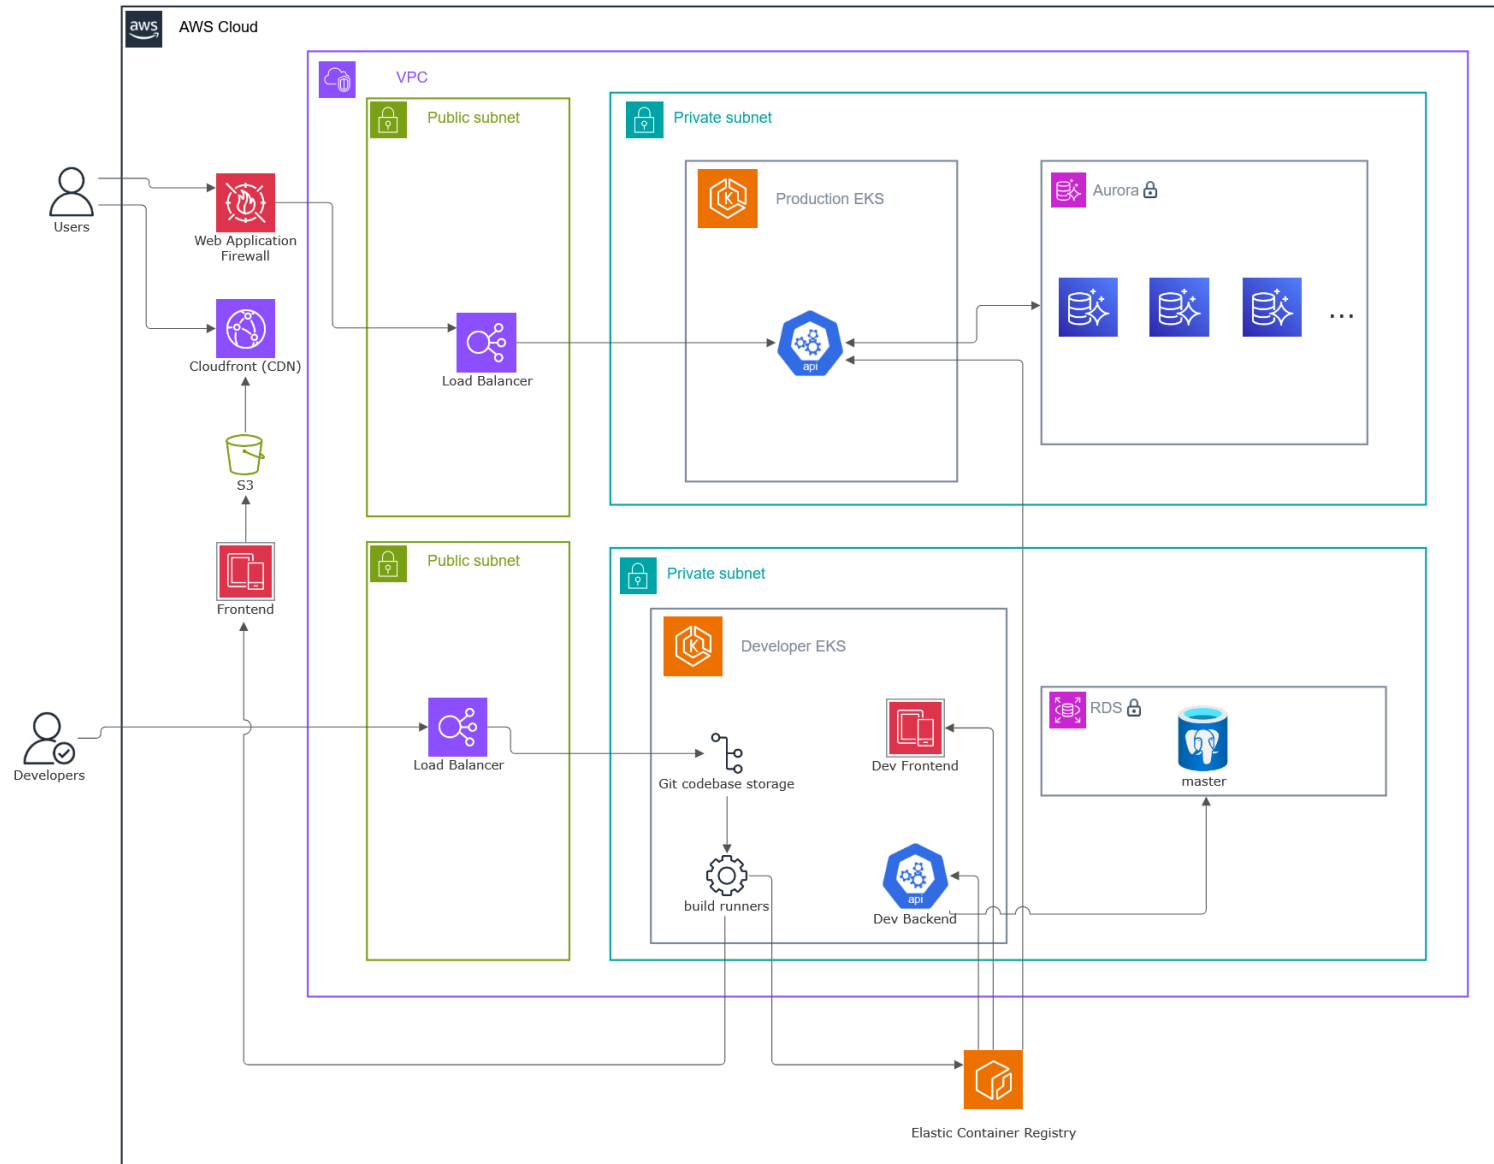 aws
AWS Cloud
VPC
Public subnet
Private subnet
Production EKS
Aurora
Users
Web Application
Firewall
Cloudfront (CDN)
Load Balancer
api
...
S3
Frontend
Public subnet
Private subnet
Developer EKS
RDS
master
Developers
Load Balancer
Git codebase storage
Dev Frontend
build runners
api
Dev Backend
Elastic Container Registry